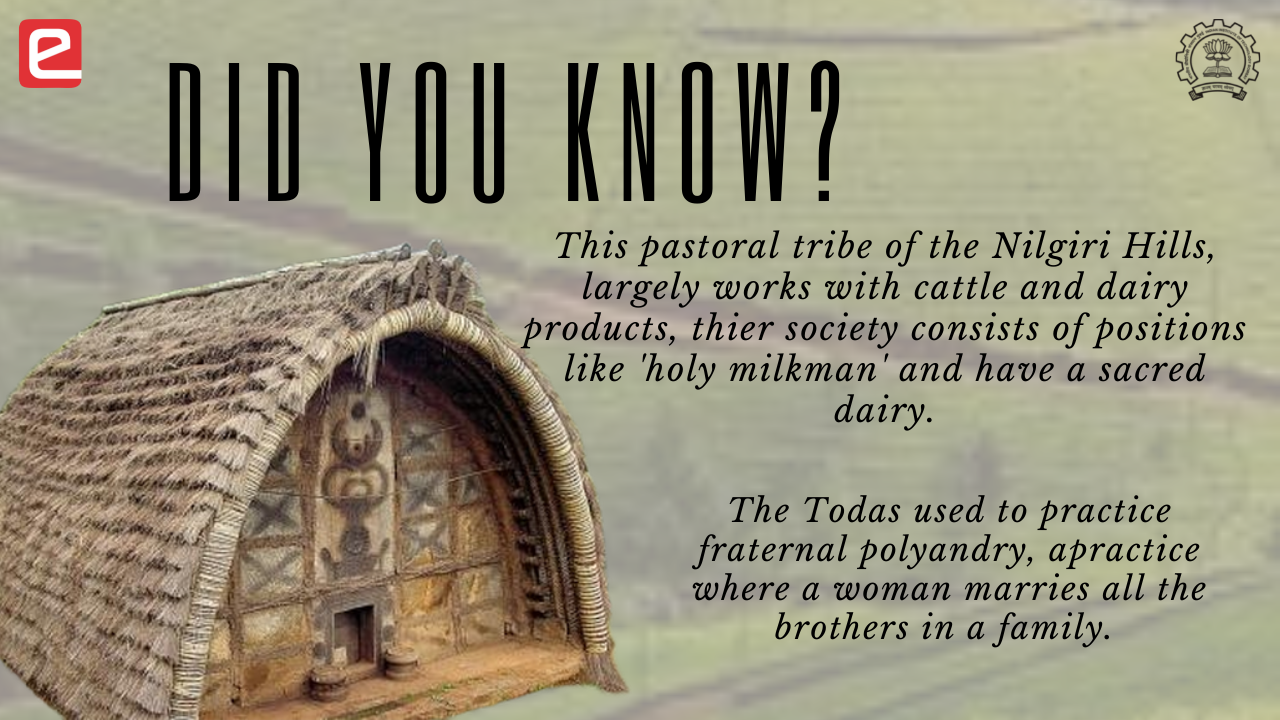 e
DID YOU KNOW?
This pastoral tribe of the Nilgiri Hills,
largely works with cattle and dairy
products, thier society consists of positions
like 'holy milkman' and have a sacred
dairy.
The Todas used to practice
fraternal polyandry, apractice
where a woman marries all the
brothers in a family.